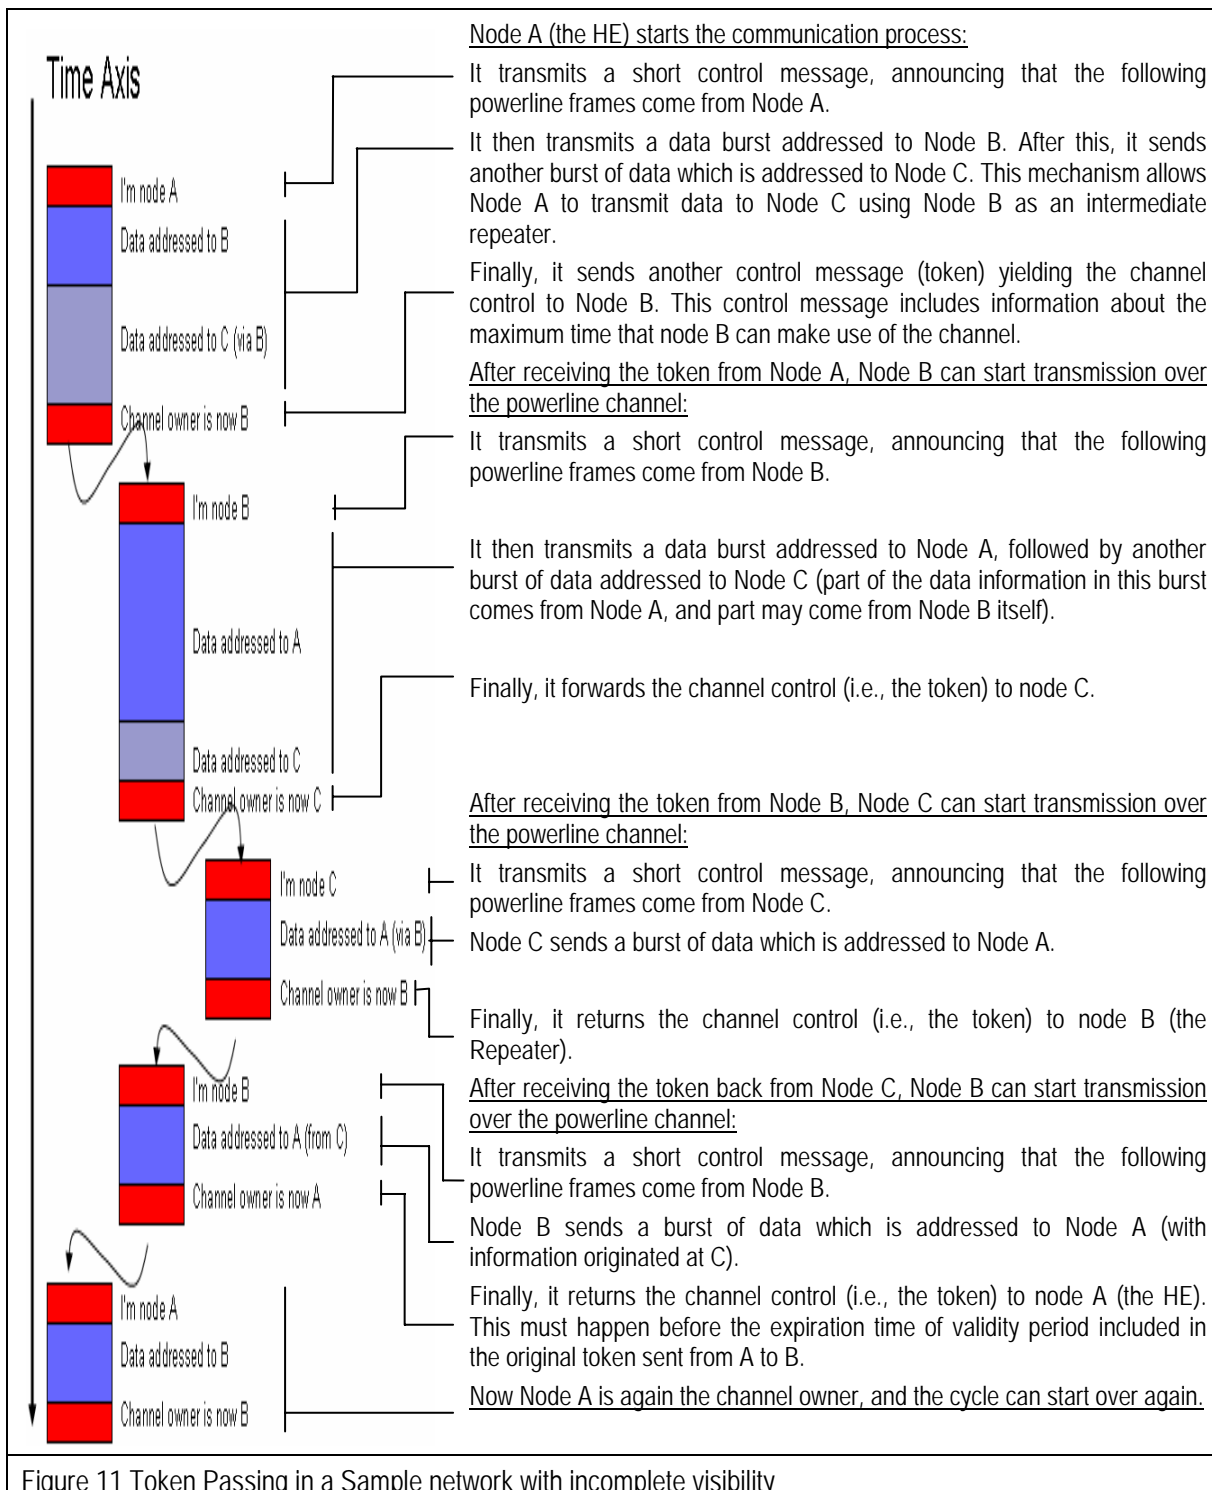 Time Axis
I'm node A
Data addressed to B
Data addressed to C (via B)
Channel owner is now B
I'm node B
Data addressed to A
Data addressed to C
Channel owner is now C
I'm node C
Data addressed to A (via B)
Channel owner is now B
I'm node B
Data addressed to A (from C)
Channel owner is now A
I'm node A
Data addressed to B
Channel owner is now B
Node A (the HE) starts the communication process:
It transmits a short control message, announcing that the following
powerline frames come from Node A.
It then transmits a data burst addressed to Node B. After this, it sends
another burst of data which is addressed to Node C. This mechanism allows
Node A to transmit data to Node C using Node B as an intermediate
repeater.
Finally, it sends another control message (token) yielding the channel
control to Node B. This control message includes information about the
maximum time that node B can make use of the channel.
After receiving the token from Node A, Node B can start transmission over
the powerline channel:
It transmits a short control message, announcing that the following
powerline frames come from Node B.
It then transmits a data burst addressed to Node A, followed by another
burst of data addressed to Node C (part of the data information in this burst
comes from Node A, and part may come from Node B itself).
Finally, it forwards the channel control (i.e., the token) to node C.
After receiving the token from Node B, Node C can start transmission over
the powerline channel:
It transmits a short control message, announcing that the following
powerline frames come from Node C.
Node C sends a burst of data which is addressed to Node A.
Finally, it returns the channel control (i.e., the token) to node B (the
Repeater).
After receiving the token back from Node C, Node B can start transmission
over the powerline channel:
It transmits a short control message, announcing that the following
powerline frames come from Node B.
Node B sends a burst of data which is addressed to Node A (with
information originated at C).
Finally, it returns the channel control (i.e., the token) to node A (the HE).
This must happen before the expiration time of validity period included in
the original token sent from A to B.
Now Node A is again the channel owner, and the cycle can start over again.
Figure 11 Token Passing in a Sample network with incomplete visibility